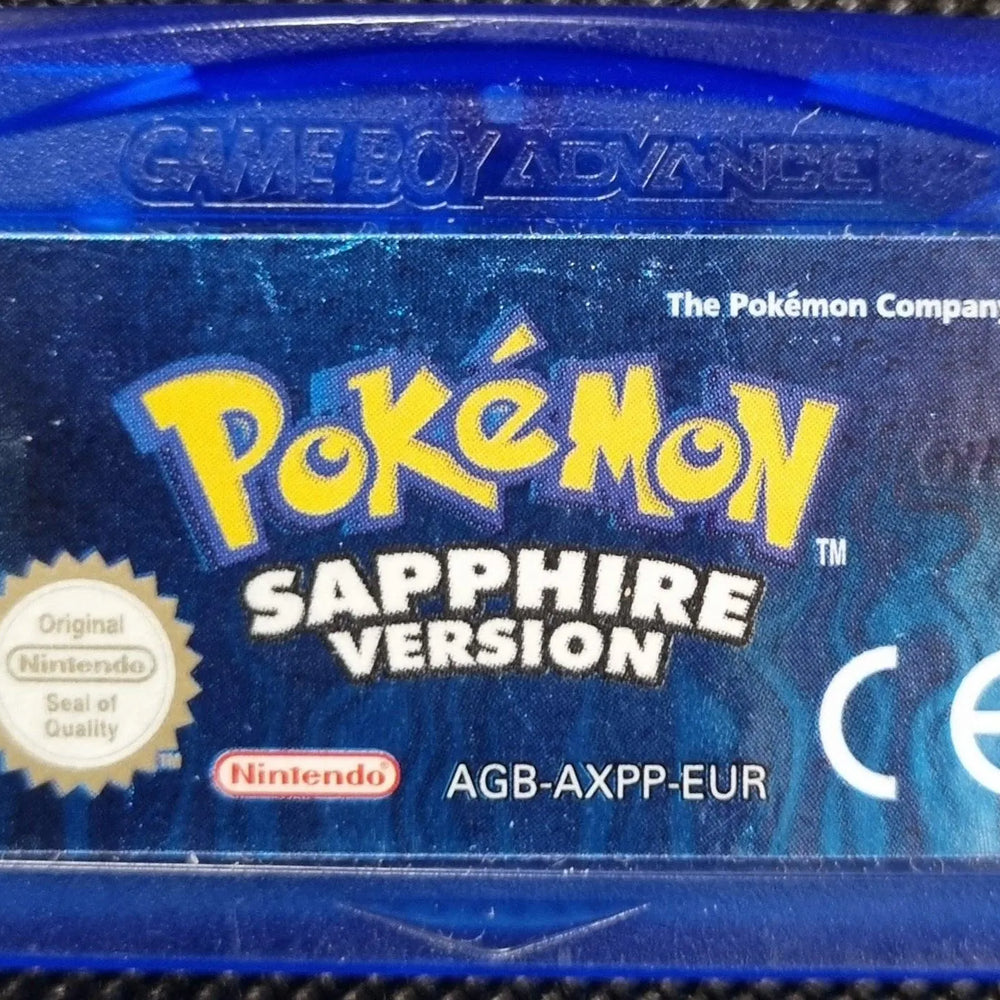 GAME BOY ADVANCE
The Pokémon Company
POKéMON
TM
SAPPHIRE
VERSION
Original
Nintendo
Seal of
Quality
TM
Nintendo®
AGB-AXPP-EUR
CE